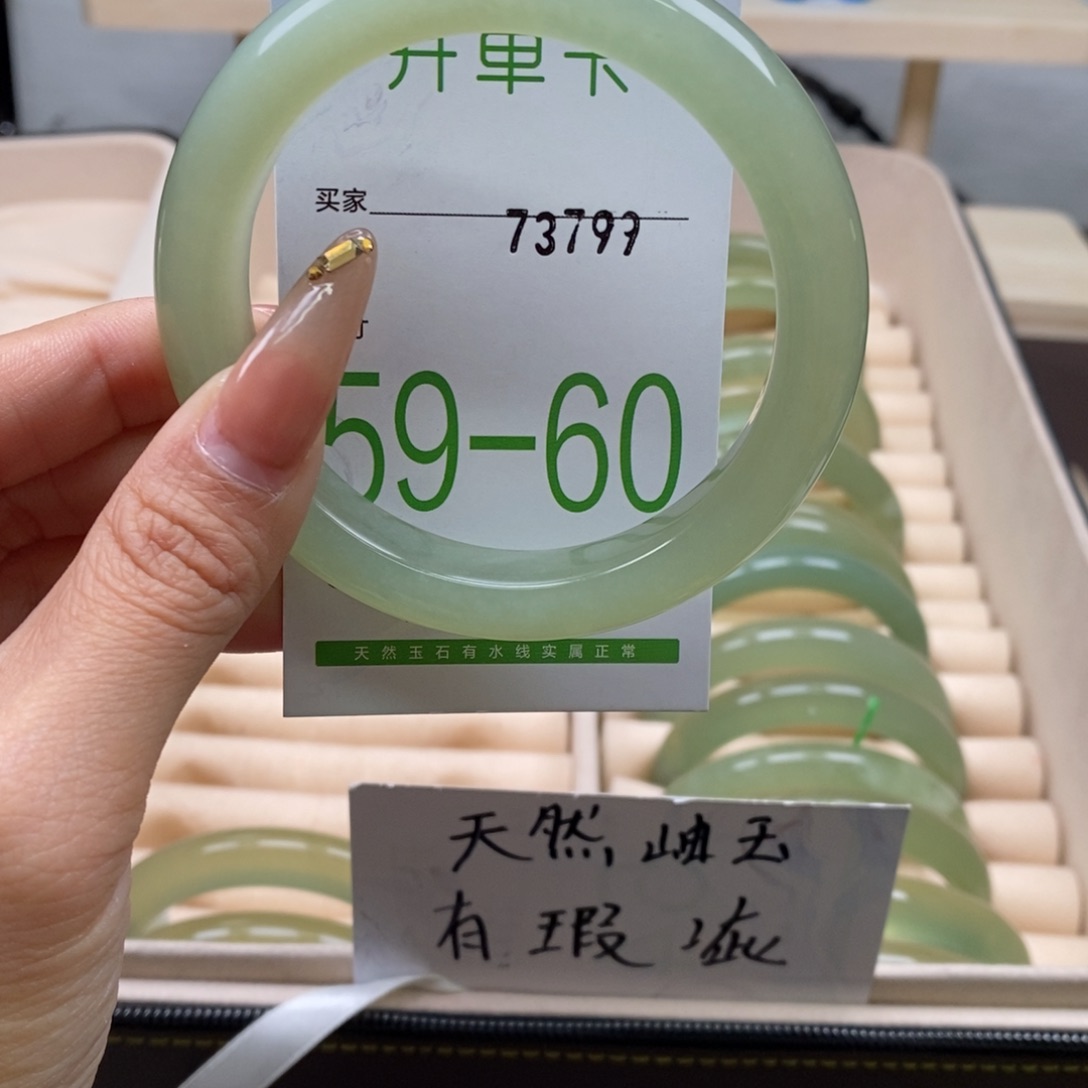 开单卡
买家
73797
寸
59-60
天然玉石有水线实属正常
天然岫玉
有瑕疵